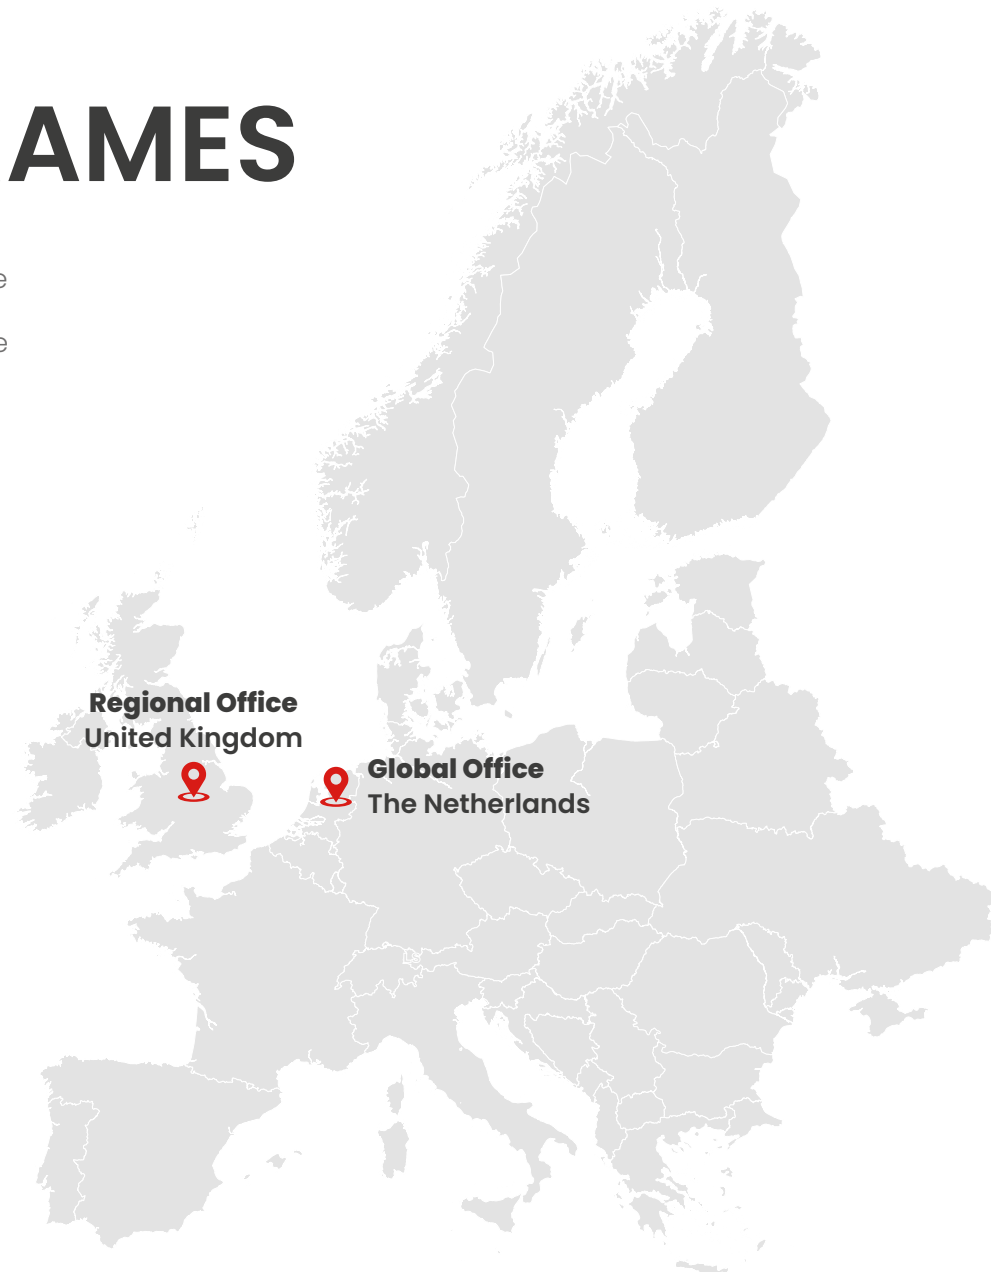 AMES
e
e
Regional Office
United Kingdom
Global Office
The Netherlands